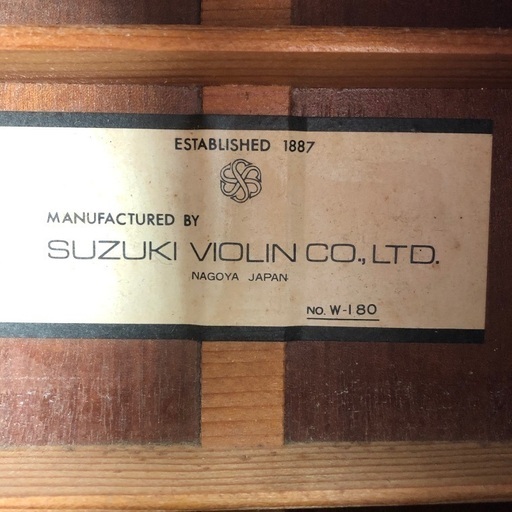 ESTABLISHED 1887
MANUFACTURED BY
SUZUKI VIOLIN CO., LTD.
NAGOYA JAPAN
NO. W-180